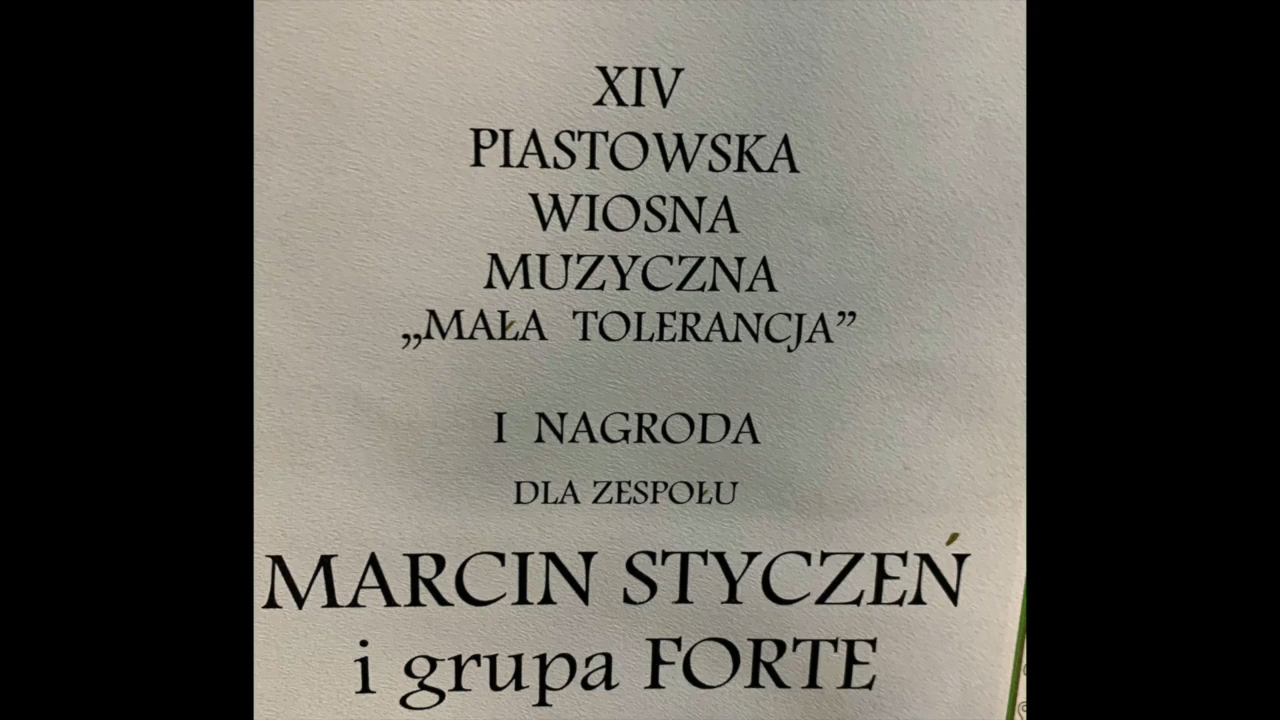 XIV
PIASTOWSKA
WIOSNA
MUZYCZNA
„MAŁA TOLERANCJA”
I NAGRODA
DLA ZESPOŁU
MARCIN STYCZEŃ
i grupa FORTE